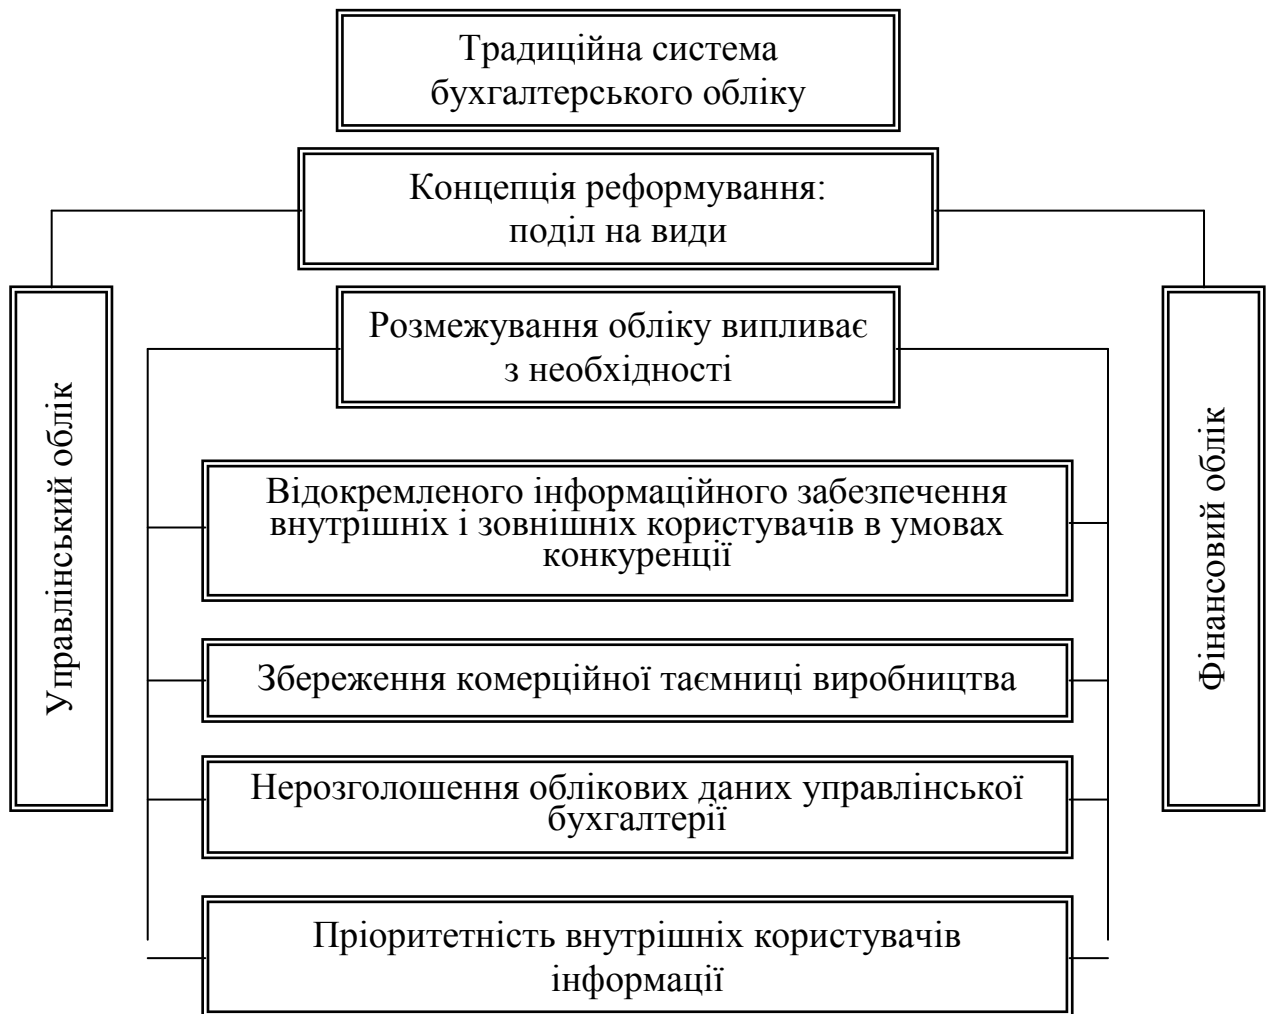 Традиційна система
бухгалтерського обліку
Концепція реформування:
поділ на види
Управлінський облік
Розмежування обліку випливає
з необхідності
Відокремленого інформаційного забезпечення
внутрішніх і зовнішніх користувачів в умовах
конкуренції
Збереження комерційної таємниці виробництва
Нерозголошення облікових даних управлінської
бухгалтерії
Пріоритетність внутрішніх користувачів
інформації
Фінансовий облік